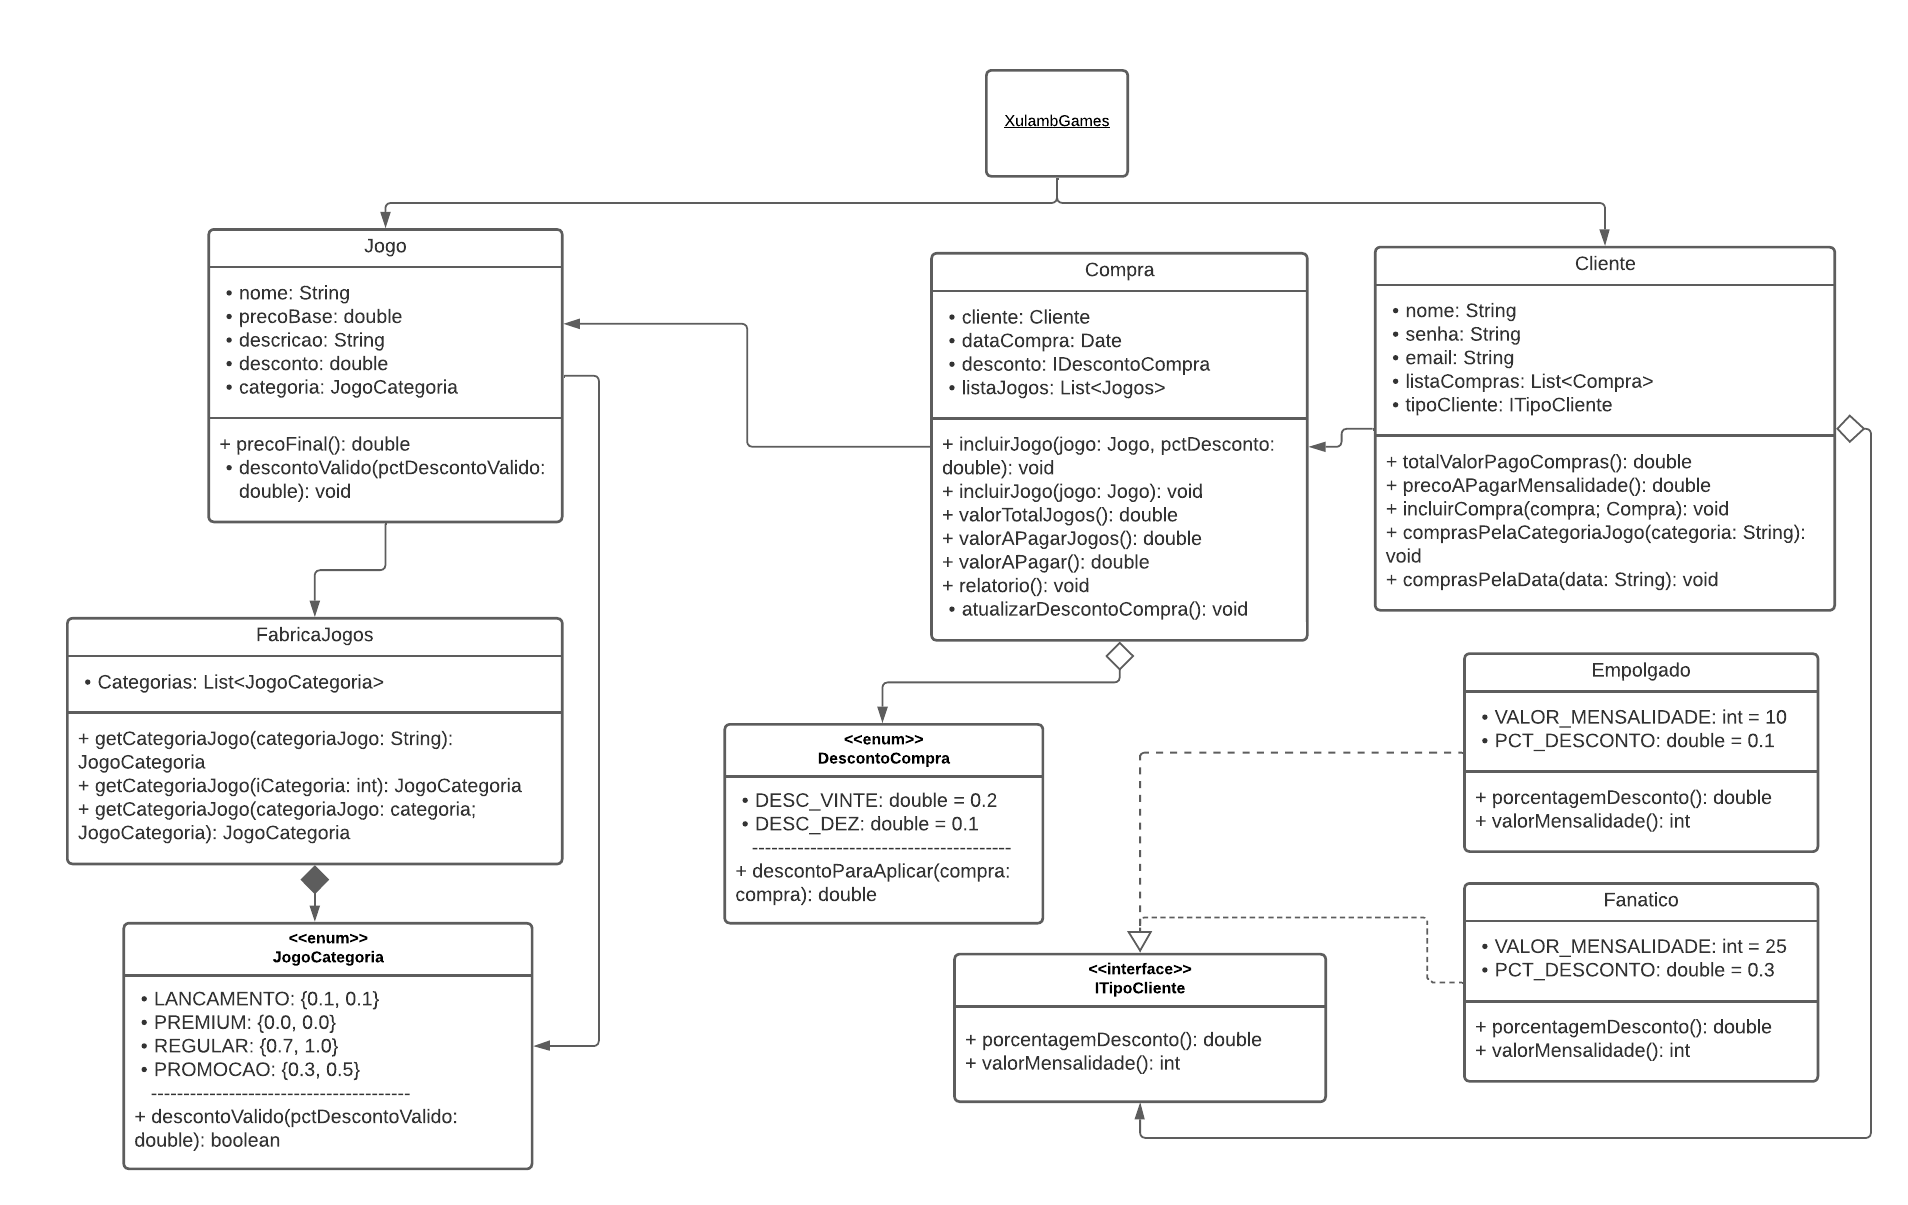 XulambGames
Jogo
• nome: String
• precoBase: double
• descricao: String
• desconto: double
• categoria: JogoCategoria
+ precoFinal(): double
• descontoValido(pctDescontoValido:
double): void
Compra
• cliente: Cliente
• dataCompra: Date
• desconto: IDescontoCompra
• listaJogos: List<Jogos>
+ incluirJogo(jogo: Jogo, pctDesconto:
double): void
+ incluirJogo(jogo: Jogo): void
+ valorTotalJogos(): double
+ valorAPagarJogos(): double
+ valorAPagar(): double
+ relatorio(): void
• atualizarDescontoCompra(): void
Cliente
• nome: String
• senha: String
• email: String
• listaCompras: List<Compra>
• tipoCliente: ITipoCliente
+ totalValorPagoCompras(): double
+ precoAPagarMensalidade(): double
+ incluirCompra(compra; Compra): void
+ comprasPelaCategoriaJogo(categoria: String):
void
+ comprasPelaData(data: String): void
FabricaJogos
• Categorias: List<JogoCategoria>
+ getCategoriaJogo(categoriaJogo: String):
JogoCategoria
+ getCategoriaJogo(iCategoria: int): JogoCategoria
+ getCategoriaJogo(categoriaJogo: categoria;
JogoCategoria): JogoCategoria
<<enum>>
JogoCategoria
• LANCAMENTO: {0.1, 0.1}
• PREMIUM: {0.0, 0.0}
• REGULAR: {0.7, 1.0}
• PROMOCAO: {0.3, 0.5}
----------------------------------------
+ descontoValido(pctDescontoValido:
double): boolean
<<enum>>
DescontoCompra
• DESC_VINTE: double = 0.2
• DESC_DEZ: double = 0.1
----------------------------------------
+ descontoParaAplicar(compra:
compra): double
Empolgado
• VALOR_MENSALIDADE: int = 10
• PCT_DESCONTO: double = 0.1
+ porcentagemDesconto(): double
+ valorMensalidade(): int
Fanatico
• VALOR_MENSALIDADE: int = 25
• PCT_DESCONTO: double = 0.3
+ porcentagemDesconto(): double
+ valorMensalidade(): int
<<interface>>
ITipoCliente
+ porcentagemDesconto(): double
+ valorMensalidade(): int